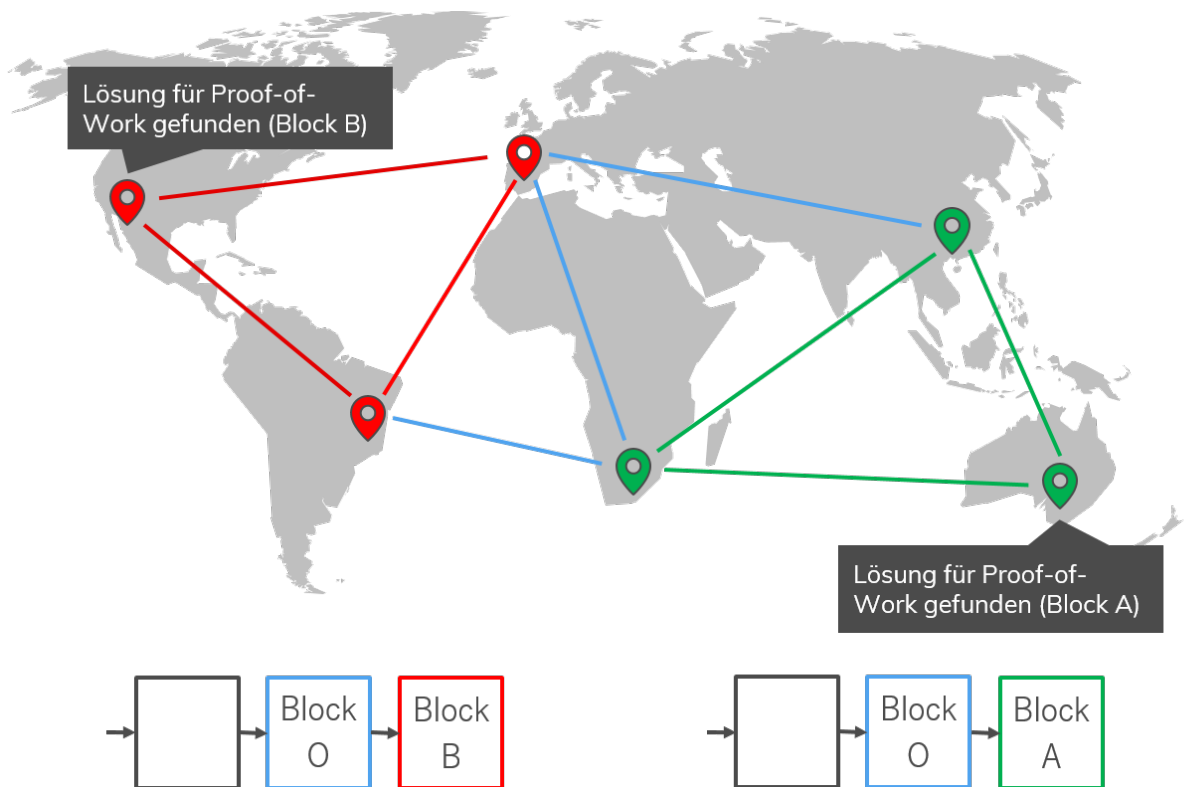 Lösung für Proof-of-
Work gefunden (Block B)
Lösung für Proof-of-
Work gefunden (Block A)
Block
O
Block
B
Block
O
Block
A